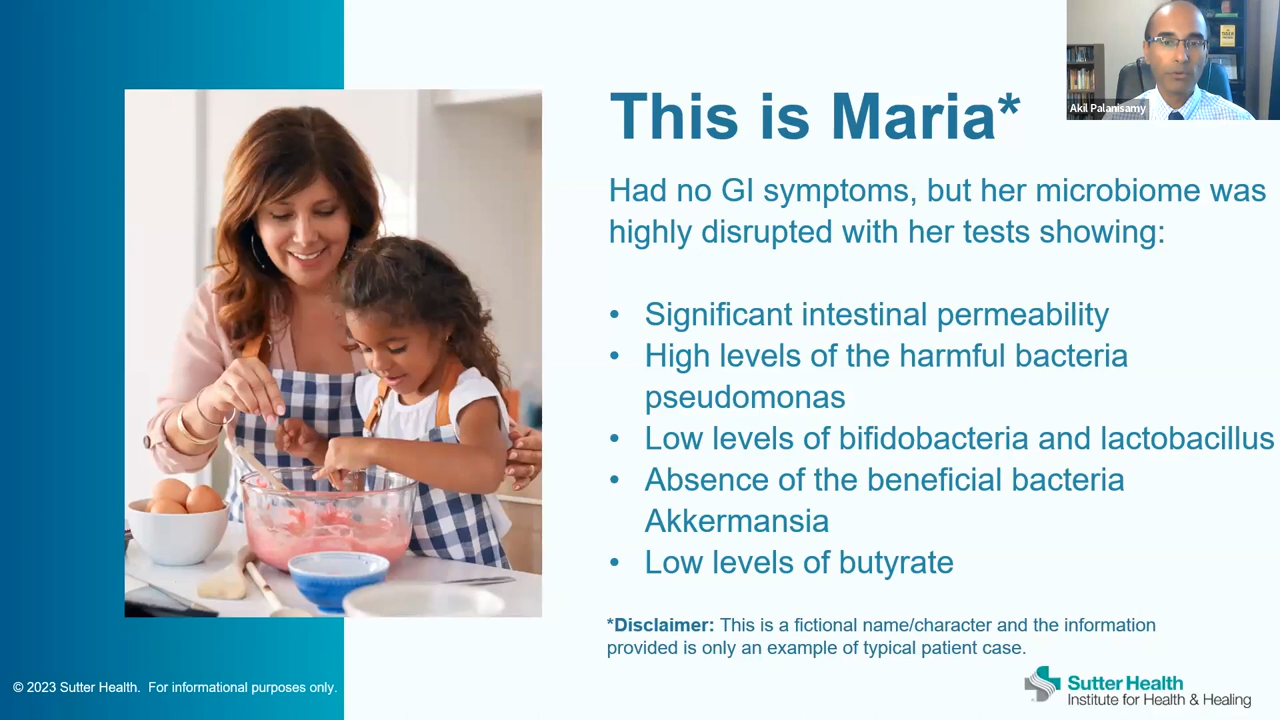 This is Maria*
Akil Palanisamy
Had no GI symptoms, but her microbiome was
highly disrupted with her tests showing:
• Significant intestinal permeability
• High levels of the harmful bacteria
pseudomonas
• Low levels of bifidobacteria and lactobacillus
• Absence of the beneficial bacteria
Akkermansia
• Low levels of butyrate
*Disclaimer: This is a fictional name/character and the information
provided is only an example of typical patient case.
© 2023 Sutter Health. For informational purposes only.
Sutter Health
Institute for Health & Healing